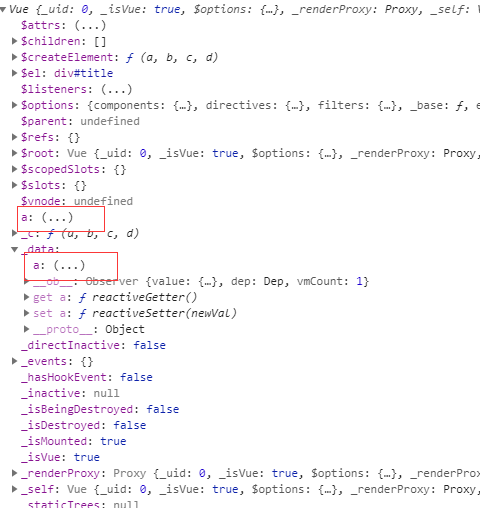 Vue {_uid: 0, _isVue: true, $options: {…}, _renderProxy: Proxy, _self: V
$attrs: (...)
$children: []
$createElement: ƒ (a, b, c, d)
$el: div#title
$listeners: (...)
$options: {components: {…}, directives: {…}, filters: {…}, _base: ƒ, e
$parent: undefined
$refs: {}
$root: Vue {_uid: 0, _isVue: true, $options: {…}, _renderProxy: Proxy,
$scopedSlots: {}
$slots: {}
$vnode: undefined
a: (...)
_c: ƒ (a, b, c, d)
_data:
a: (...)
__ob__: Observer {value: {…}, dep: Dep, vmCount: 1}
get a: ƒ reactiveGetter()
set a: ƒ reactiveSetter(newVal)
__proto__: Object
_directInactive: false
_events: {}
_hasHookEvent: false
_inactive: null
_isBeingDestroyed: false
_isDestroyed: false
_isMounted: true
_isVue: true
_renderProxy: Proxy {_uid: 0, _isVue: true, $options: {…}, _renderProxy:
_self: Vue {_uid: 0, _isVue: true, $options: {…}, _renderProxy: Proxy,
_staticTrees: null